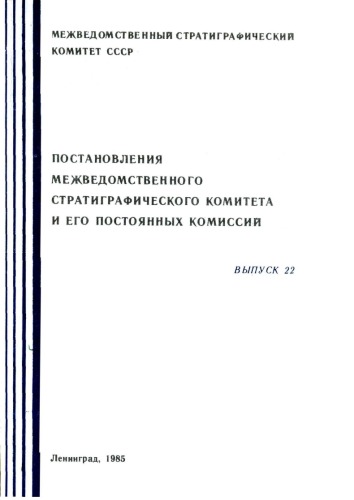 МЕЖВЕДОМСТВЕННЫЙ СТРАТИГРАФИЧЕСКИЙ
КОМИТЕТ СССР
ПОСТАНОВЛЕНИЯ
МЕЖВЕДОМСТВЕННОГО
СТРАТИГРАФИЧЕСКОГО КОМИТЕТА
И ЕГО ПОСТОЯННЫХ КОМИССИЙ
ВЫПУСК 22
Ленинград, 1985